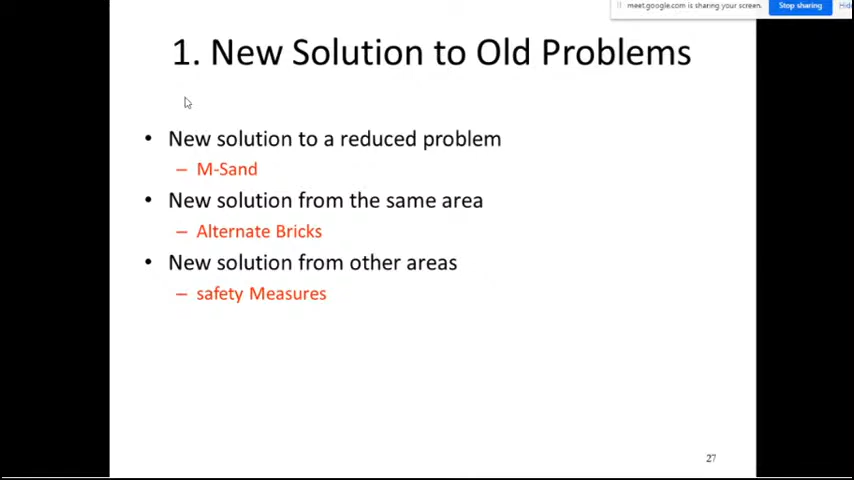 meet.google.com is sharing your screen. Stop sharing Hide
1. New Solution to Old Problems
• New solution to a reduced problem
– M-Sand
• New solution from the same area
– Alternate Bricks
• New solution from other areas
– safety Measures
27